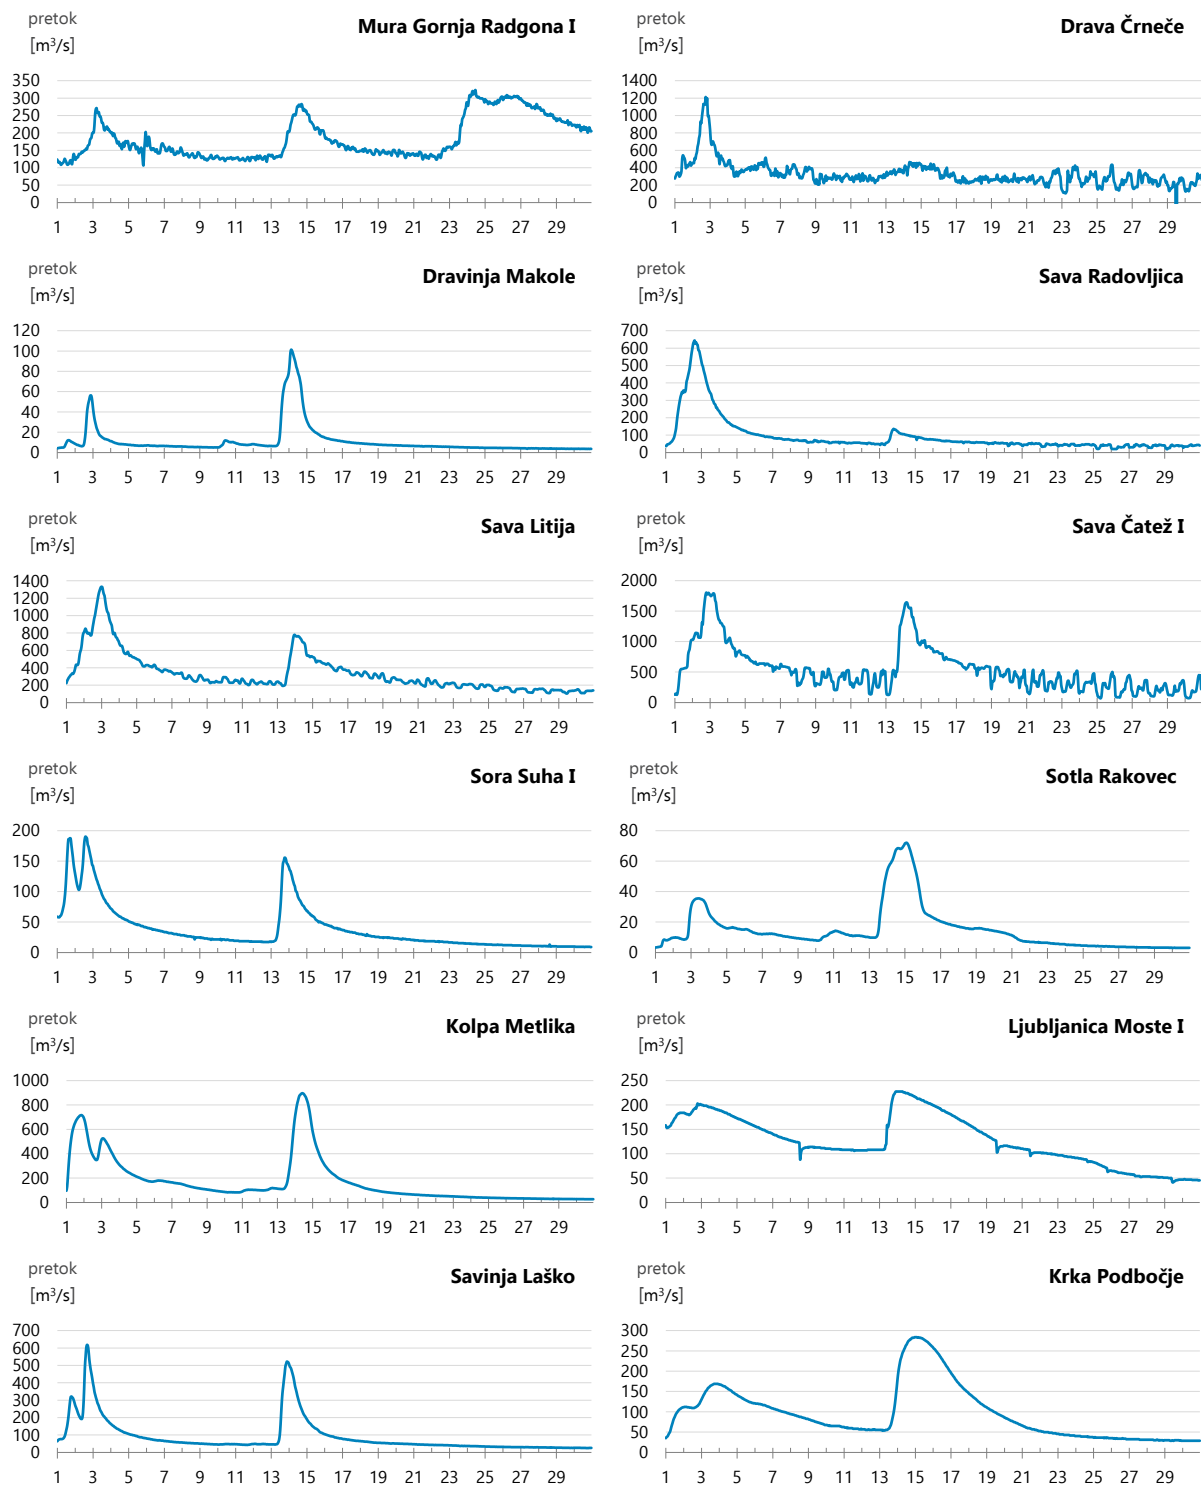 pretok
[m³/s]
Mura Gornja Radgona I
350
300
250
200
150
100
50
0
1 3 5 7 9 11 13 15 17 19 21 23 25 27 29
pretok
[m³/s]
Drava Črneče
1400
1200
1000
800
600
400
200
0
1 3 5 7 9 11 13 15 17 19 21 23 25 27 29
pretok
[m³/s]
Dravinja Makole
120
100
80
60
40
20
0
1 3 5 7 9 11 13 15 17 19 21 23 25 27 29
pretok
[m³/s]
Sava Radovljica
700
600
500
400
300
200
100
0
1 3 5 7 9 11 13 15 17 19 21 23 25 27 29
pretok
[m³/s]
Sava Litija
1400
1200
1000
800
600
400
200
0
1 3 5 7 9 11 13 15 17 19 21 23 25 27 29
pretok
[m³/s]
Sava Čatež I
2000
1500
1000
500
0
1 3 5 7 9 11 13 15 17 19 21 23 25 27 29
pretok
[m³/s]
Sora Suha I
200
150
100
50
0
1 3 5 7 9 11 13 15 17 19 21 23 25 27 29
pretok
[m³/s]
Sotla Rakovec
80
60
40
20
0
1 3 5 7 9 11 13 15 17 19 21 23 25 27 29
pretok
[m³/s]
Kolpa Metlika
1000
800
600
400
200
0
1 3 5 7 9 11 13 15 17 19 21 23 25 27 29
pretok
[m³/s]
Ljubljanica Moste I
250
200
150
100
50
0
1 3 5 7 9 11 13 15 17 19 21 23 25 27 29
pretok
[m³/s]
Savinja Laško
700
600
500
400
300
200
100
0
1 3 5 7 9 11 13 15 17 19 21 23 25 27 29
pretok
[m³/s]
Krka Podbočje
300
250
200
150
100
50
0
1 3 5 7 9 11 13 15 17 19 21 23 25 27 29